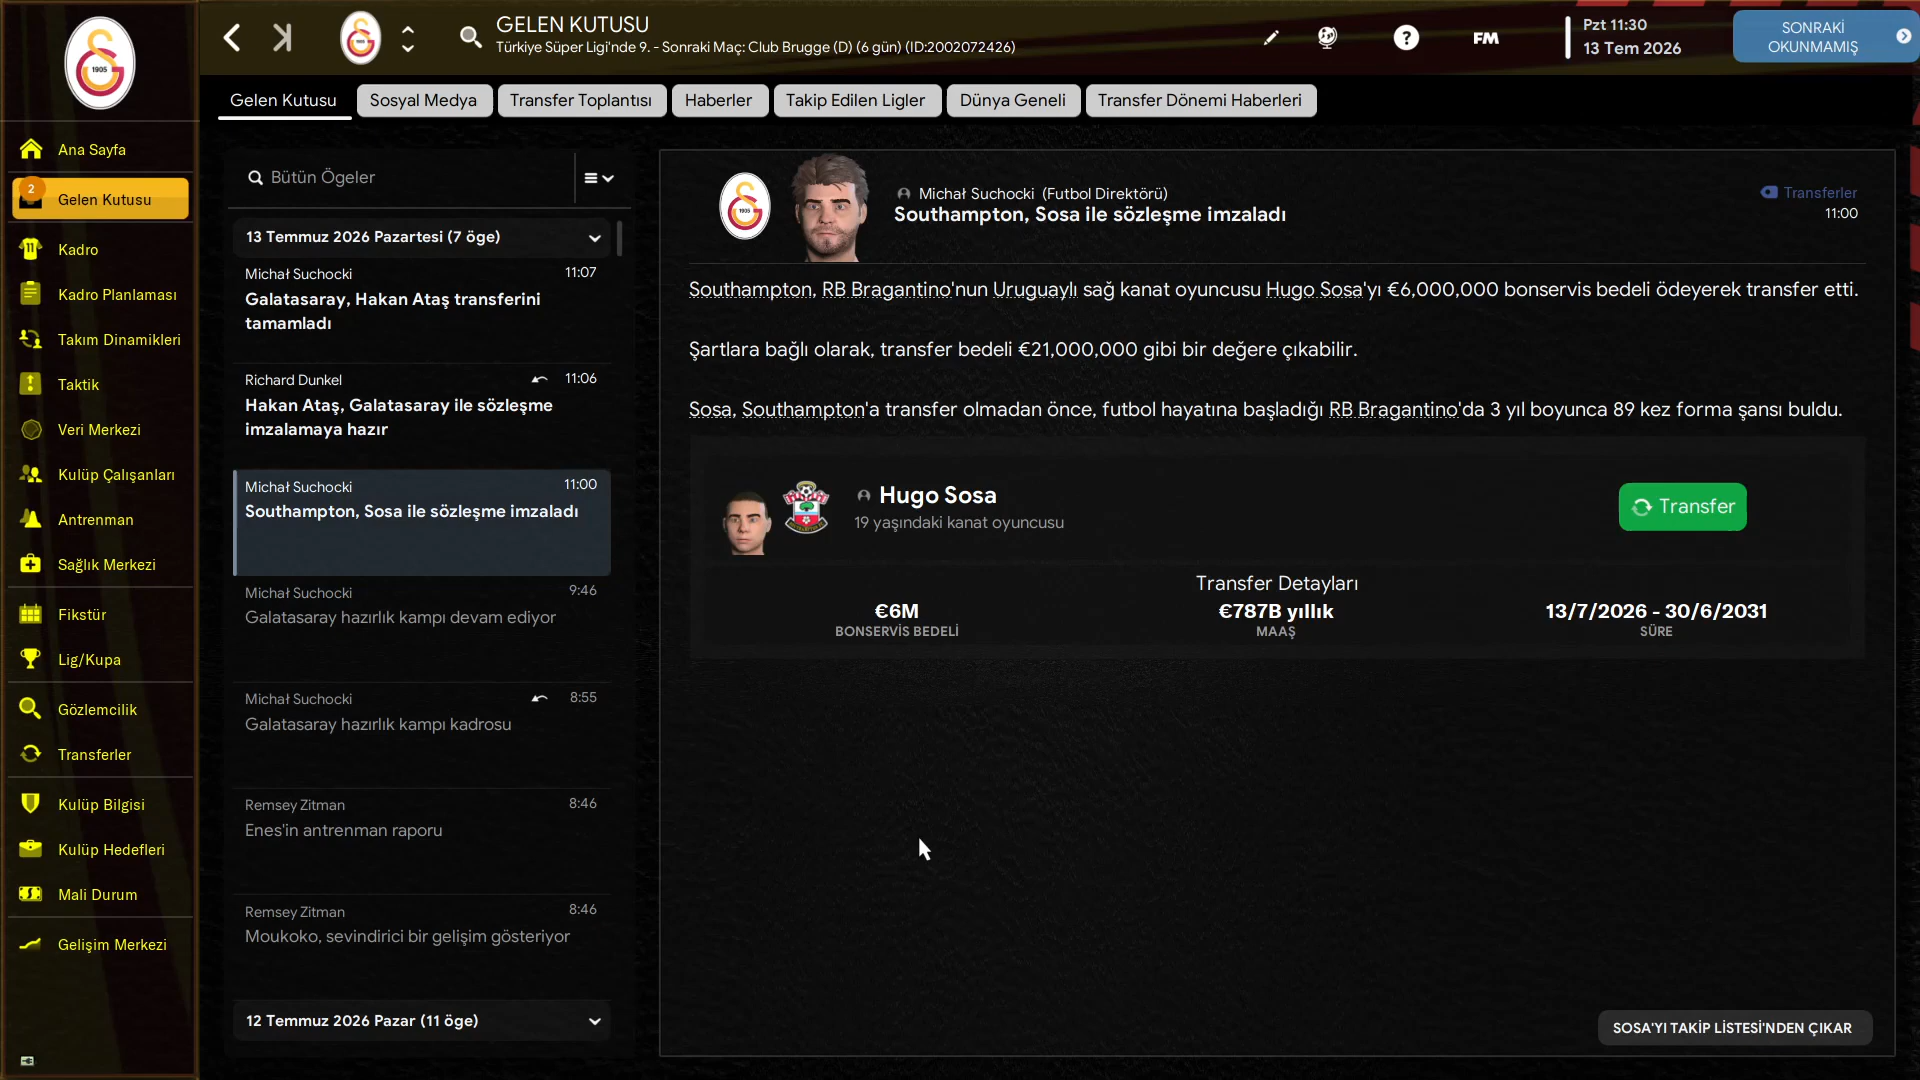 GELEN KUTUSU
Türkiye Süper Ligi'nde 9. - Sonraki Maç: Club Brugge (D) (6 gün) (ID:2002072426)
FM
Pzt 11:30
13 Tem 2026
SONRAKİ
OKUNMAMIŞ
1905
Gelen Kutusu
Sosyal Medya
Transfer Toplantısı
Haberler
Takip Edilen Ligler
Dünya Geneli
Transfer Dönemi Haberleri
Ana Sayfa
2
Gelen Kutusu
Kadro
Kadro Planlaması
Takım Dinamikleri
Taktik
Veri Merkezi
Kulüp Çalışanları
Antrenman
Sağlık Merkezi
Fikstür
Lig/Kupa
Gözlemcilik
Transferler
Kulüp Bilgisi
Kulüp Hedefleri
Mali Durum
Gelişim Merkezi
Bütün Ögeler
13 Temmuz 2026 Pazartesi (7 öge)
Michał Suchocki 11:07
Galatasaray, Hakan Ataş transferini
tamamladı
Richard Dunkel 11:06
Hakan Ataş, Galatasaray ile sözleşme
imzalamaya hazır
Michał Suchocki 11:00
Southampton, Sosa ile sözleşme imzaladı
Michał Suchocki 9:46
Galatasaray hazırlık kampı devam ediyor
Michał Suchocki 8:55
Galatasaray hazırlık kampı kadrosu
Remsey Zitman 8:46
Enes'in antrenman raporu
Remsey Zitman 8:46
Moukoko, sevindirici bir gelişim gösteriyor
12 Temmuz 2026 Pazar (11 öge)
Michał Suchocki (Futbol Direktörü)
Southampton, Sosa ile sözleşme imzaladı
Transferler
11:00
Southampton, RB Bragantino'nun Uruguaylı sağ kanat oyuncusu Hugo Sosa'yı €6,000,000 bonservis bedeli ödeyerek transfer etti.
Şartlara bağlı olarak, transfer bedeli €21,000,000 gibi bir değere çıkabilir.
Sosa, Southampton'a transfer olmadan önce, futbol hayatına başladığı RB Bragantino'da 3 yıl boyunca 89 kez forma şansı buldu.
Hugo Sosa
19 yaşındaki kanat oyuncusu
Transfer
Transfer Detayları
€6M
BONSERVİS BEDELİ
€787B yıllık
MAAŞ
13/7/2026 - 30/6/2031
SÜRE
SOSA'YI TAKİP LİSTESİ'NDEN ÇIKAR